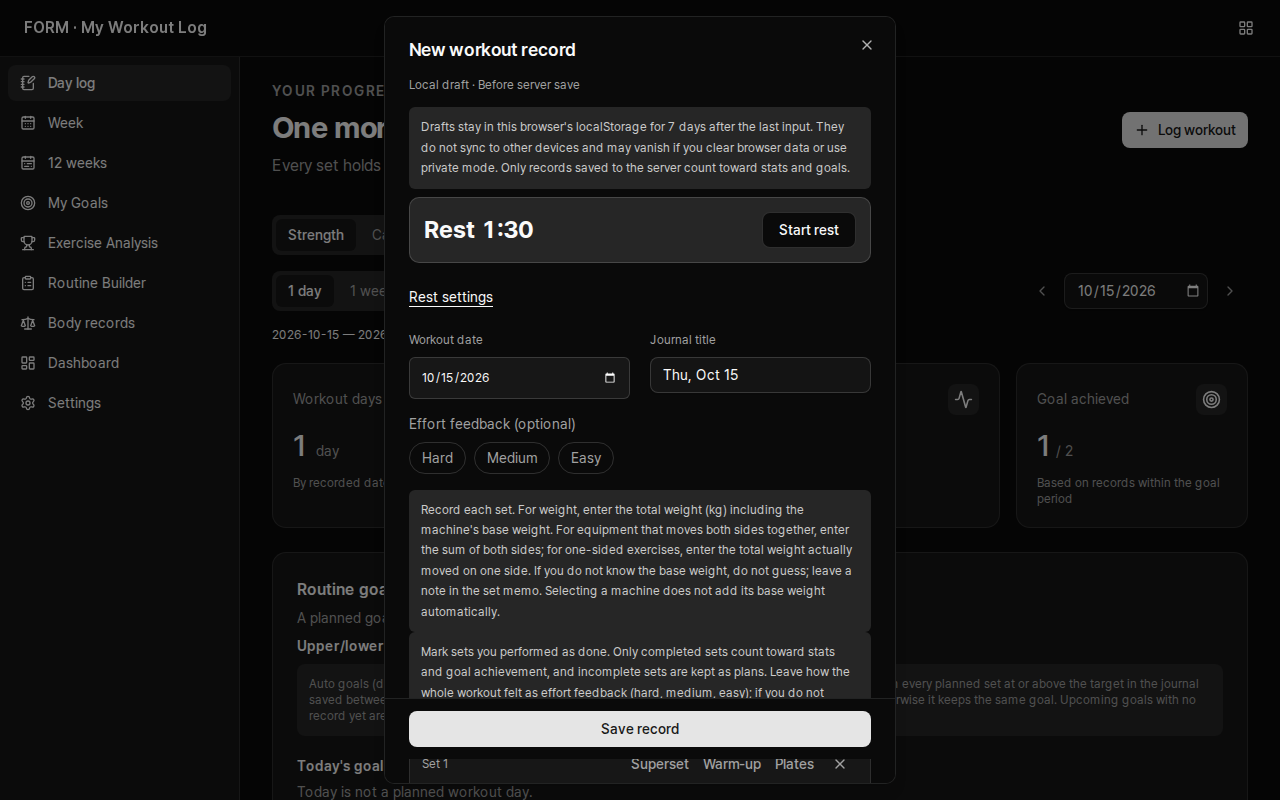 FORM · My Workout Log
Day log
Week
12 weeks
My Goals
Exercise Analysis
Routine Builder
Body records
Dashboard
Settings
YOUR PROGRE
One mor
Every set holds
Log workout
Strength
Ca
1 day
1 wee
10/15/2026
2026-10-15 — 2026
Workout days
1 day
By recorded date
Goal achieved
1 / 2
Based on records within the goal
period
Routine goa
A planned goa
Upper/lower
Auto goals (d
saved betwee
record yet are
every planned set at or above the target in the journal
rwise it keeps the same goal. Upcoming goals with no
Today's goal
Today is not a planned workout day.
New workout record
Local draft · Before server save
Drafts stay in this browser's localStorage for 7 days after the last input. They
do not sync to other devices and may vanish if you clear browser data or use
private mode. Only records saved to the server count toward stats and goals.
Rest 1:30
Start rest
Rest settings
Workout date
Journal title
10/15/2026
Thu, Oct 15
Effort feedback (optional)
Hard
Medium
Easy
Record each set. For weight, enter the total weight (kg) including the
machine's base weight. For equipment that moves both sides together, enter
the sum of both sides; for one-sided exercises, enter the total weight actually
moved on one side. If you do not know the base weight, do not guess; leave a
note in the set memo. Selecting a machine does not add its base weight
automatically.
Mark sets you performed as done. Only completed sets count toward stats
and goal achievement, and incomplete sets are kept as plans. Leave how the
whole workout felt as effort feedback (hard, medium, easy); if you do not
Save record
Set 1
Superset
Warm-up
Plates